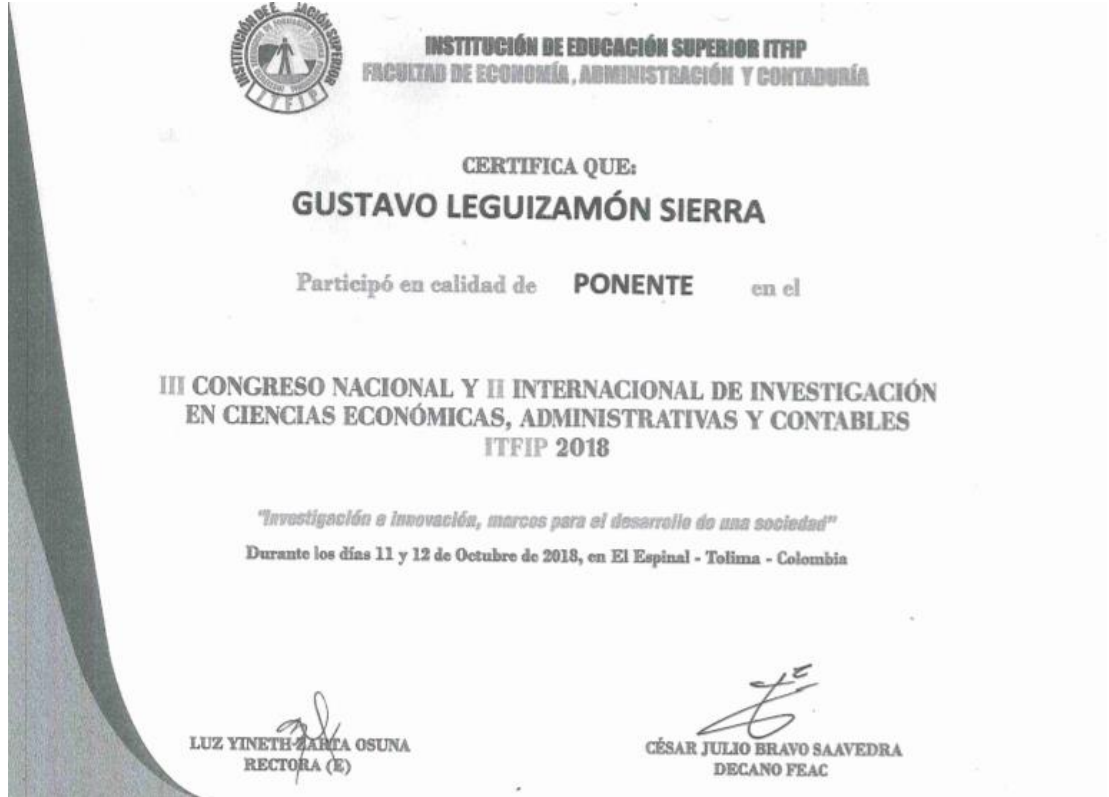 INSTITUCIÓN DE EDUCACIÓN SUPERIOR ITFIP
FACULTAD DE ECONOMÍA, ADMINISTRACIÓN Y CONTADURÍA
ITFIP
CERTIFICA QUE:
GUSTAVO LEGUIZAMÓN SIERRA
Participó en calidad de PONENTE en el
III CONGRESO NACIONAL Y II INTERNACIONAL DE INVESTIGACIÓN
EN CIENCIAS ECONÓMICAS, ADMINISTRATIVAS Y CONTABLES
ITFIP 2018
"Investigación e innovación, marcos para el desarrollo de una sociedad"
Durante los días 11 y 12 de Octubre de 2018, en El Espinal - Tolima - Colombia
LUZ YINETH ZARTA OSUNA
RECTORA (E)
CÉSAR JULIO BRAVO SAAVEDRA
DECANO FEAC